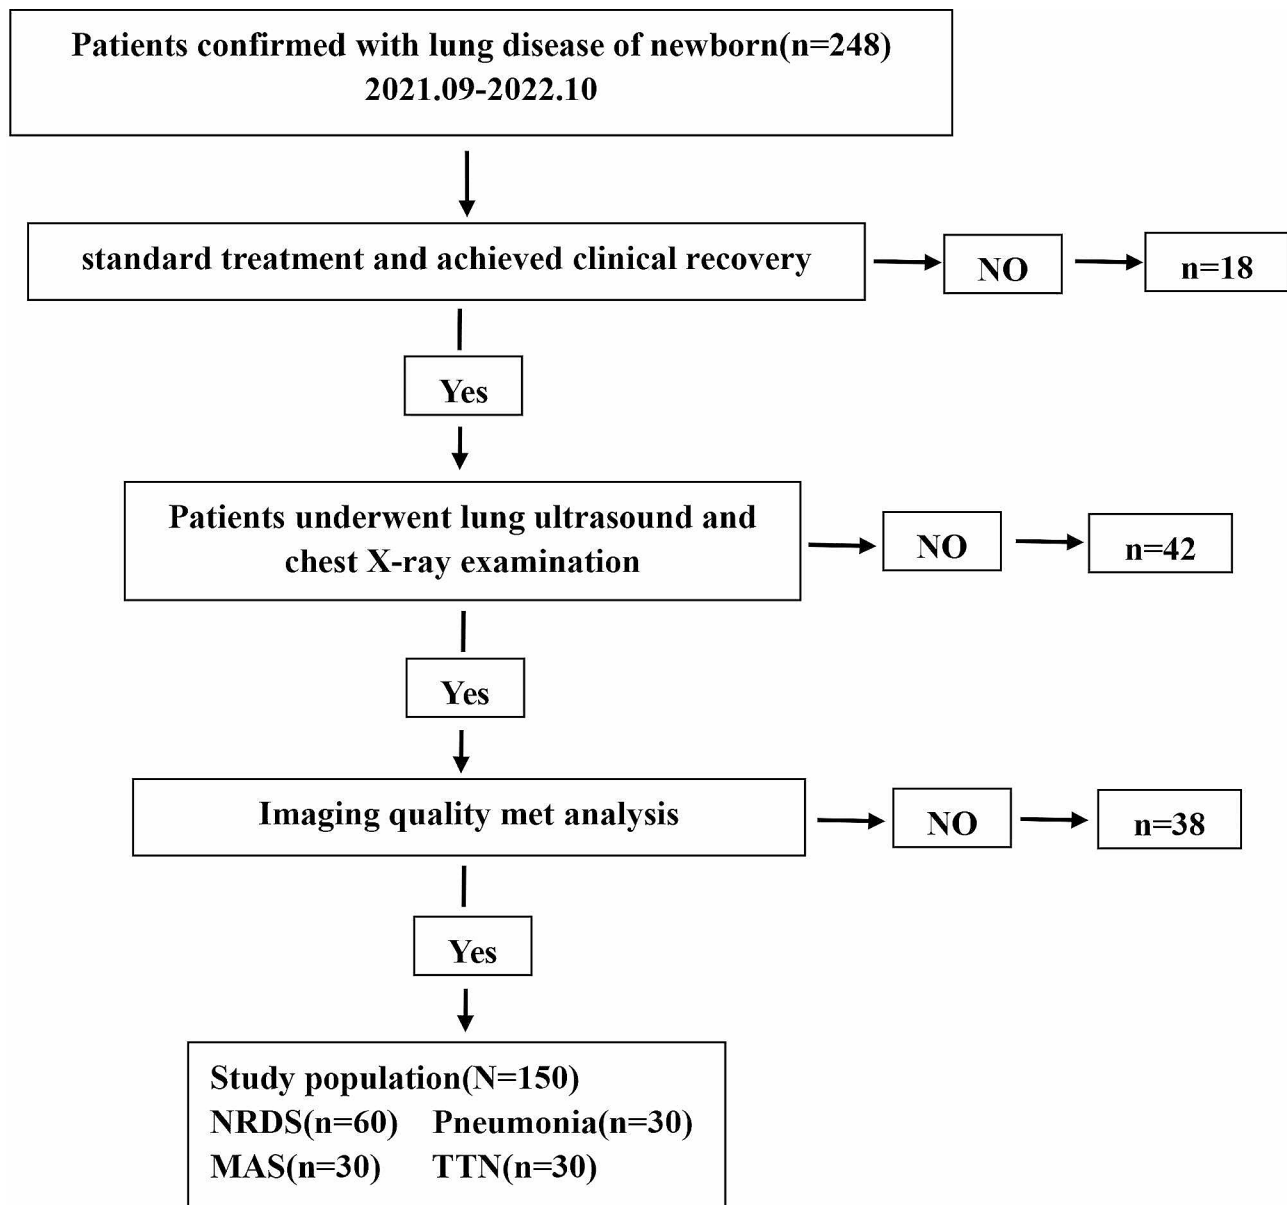 Patients confirmed with lung disease of newborn(n=248)
2021.09-2022.10
standard treatment and achieved clinical recovery
NO
n=18
Yes
Patients underwent lung ultrasound and
chest X-ray examination
NO
n=42
Yes
Imaging quality met analysis
NO
n=38
Yes
Study population(N=150)
NRDS(n=60) Pneumonia(n=30)
MAS(n=30) TTN(n=30)